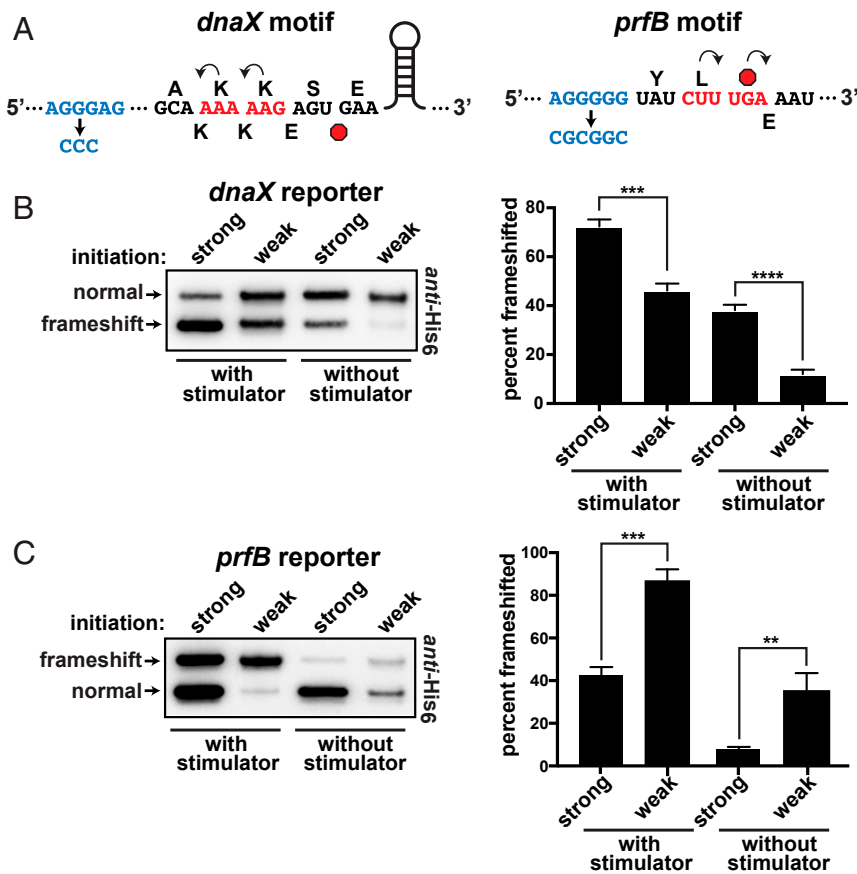 A
dnaX motif
prfB motif
A K K S E
5’··· AGGGAG ··· GCA AAA AAG AGU GAA ··· 3’
K K E
CCC
Y L
5’··· AGGGGG UAU CUU UGA AAU ··· 3’
E
CGCGGC
B
dnaX reporter
initiation: strong weak strong weak
normal
frameshift
anti-His6
with stimulator
without stimulator
percent frameshifted
80
60
40
20
0
***
****
strong weak strong weak
with stimulator
without stimulator
C
prfB reporter
initiation: strong weak strong weak
frameshift
normal
anti-His6
with stimulator
without stimulator
percent frameshifted
100
80
60
40
20
0
***
**
strong weak strong weak
with stimulator
without stimulator